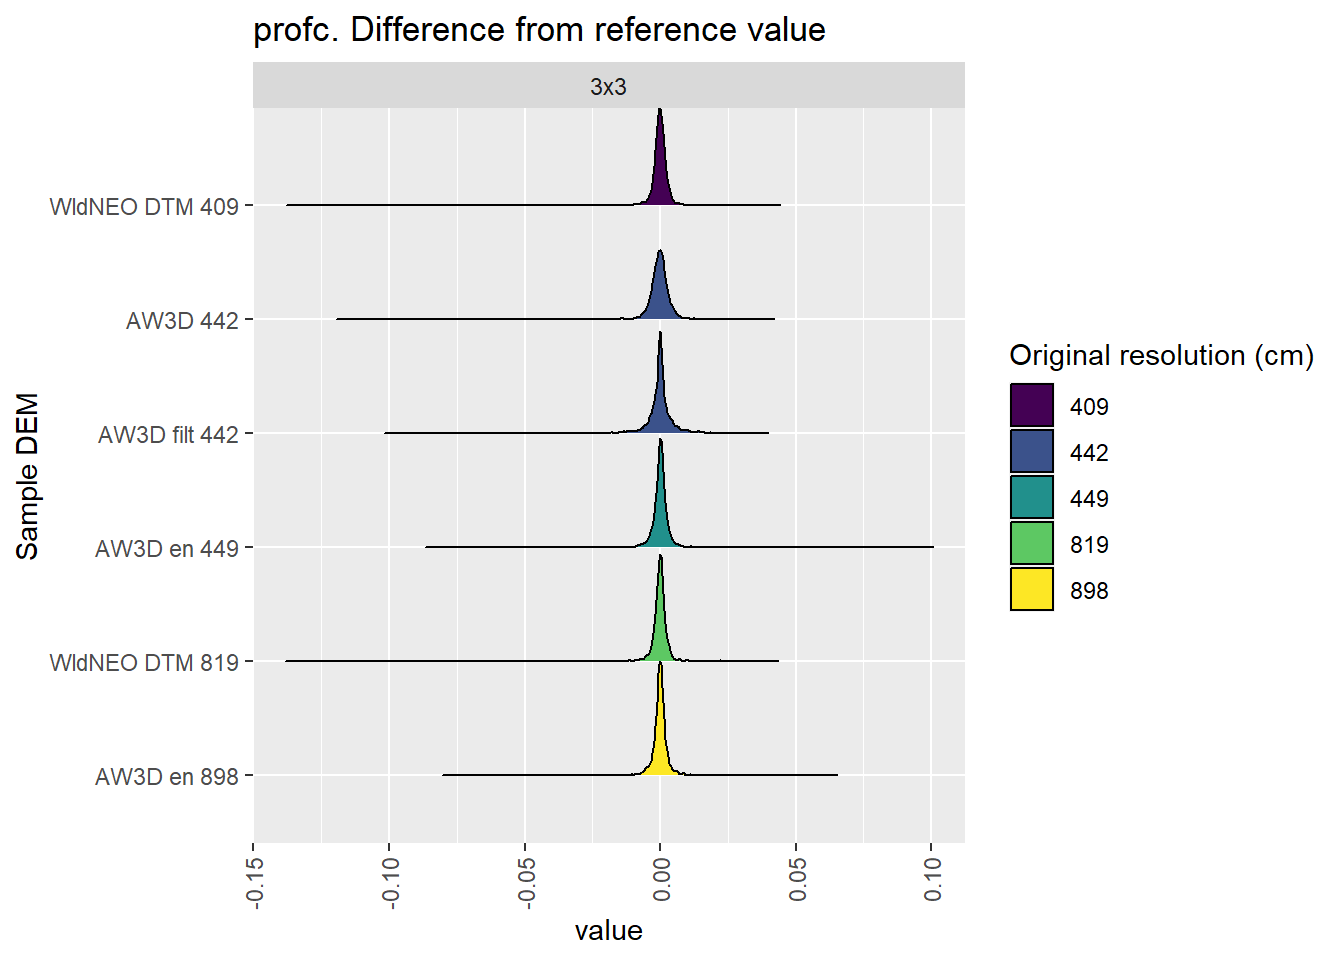 profc. Difference from reference value
3x3
WldNEO DTM 409
AW3D 442
AW3D filt 442
AW3D en 449
WldNEO DTM 819
AW3D en 898
Sample DEM
-0.15
-0.10
-0.05
0.00
0.05
0.10
value
Original resolution (cm)
409
442
449
819
898